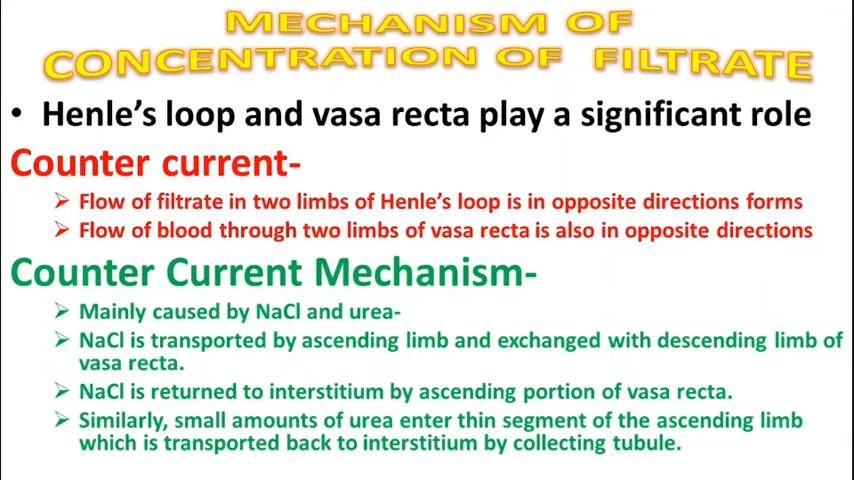 MECHANISM OF
CONCENTRATION OF FILTRATE
• Henle's loop and vasa recta play a significant role
Counter current-
➢ Flow of filtrate in two limbs of Henle's loop is in opposite directions forms
➢ Flow of blood through two limbs of vasa recta is also in opposite directions
Counter Current Mechanism-
➢ Mainly caused by NaCl and urea-
➢ NaCl is transported by ascending limb and exchanged with descending limb of
vasa recta.
➢ NaCl is returned to interstitium by ascending portion of vasa recta.
➢ Similarly, small amounts of urea enter thin segment of the ascending limb
which is transported back to interstitium by collecting tubule.